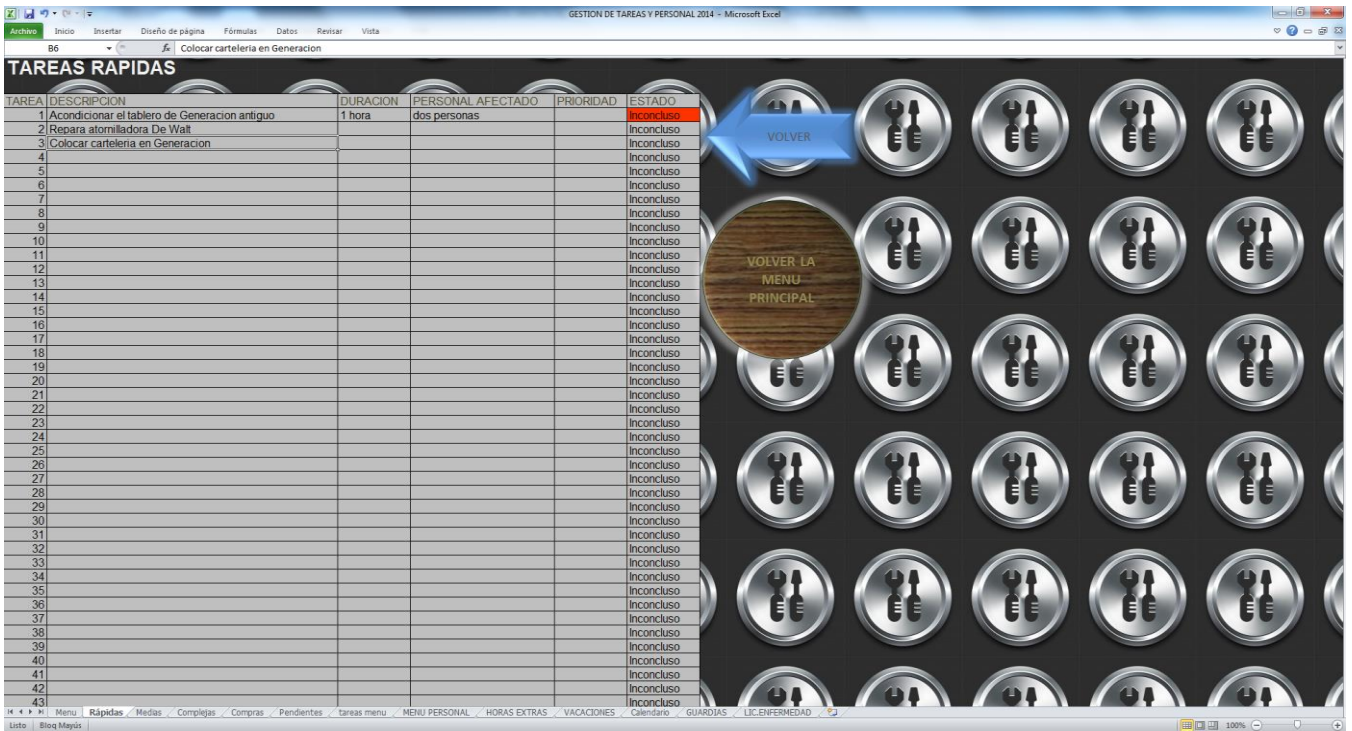 GESTION DE TAREAS Y PERSONAL 2014 - Microsoft Excel
Archivo Inicio Insertar Diseño de página Fórmulas Datos Revisar Vista
B6 fx Colocar carteleria en Generacion
TAREAS RAPIDAS
TAREA DESCRIPCION DURACION PERSONAL AFECTADO PRIORIDAD ESTADO
1 Acondicionar el tablero de Generacion antiguo 1 hora dos personas Inconcluso
2 Repara atornilladora De Walt Inconcluso
3 Colocar carteleria en Generacion Inconcluso
4 Inconcluso
5 Inconcluso
6 Inconcluso
7 Inconcluso
8 Inconcluso
9 Inconcluso
10 Inconcluso
11 Inconcluso
12 Inconcluso
13 Inconcluso
14 Inconcluso
15 Inconcluso
16 Inconcluso
17 Inconcluso
18 Inconcluso
19 Inconcluso
20 Inconcluso
21 Inconcluso
22 Inconcluso
23 Inconcluso
24 Inconcluso
25 Inconcluso
26 Inconcluso
27 Inconcluso
28 Inconcluso
29 Inconcluso
30 Inconcluso
31 Inconcluso
32 Inconcluso
33 Inconcluso
34 Inconcluso
35 Inconcluso
36 Inconcluso
37 Inconcluso
38 Inconcluso
39 Inconcluso
40 Inconcluso
41 Inconcluso
42 Inconcluso
43 Inconcluso
VOLVER
VOLVER LA
MENU
PRINCIPAL
Menu Rápidas Medias Complejas Compras Pendientes tareas menu MENU PERSONAL HORAS EXTRAS VACACIONES Calendario GUARDIAS LIC.ENFERMEDAD
Listo Bloq Mayús 100%